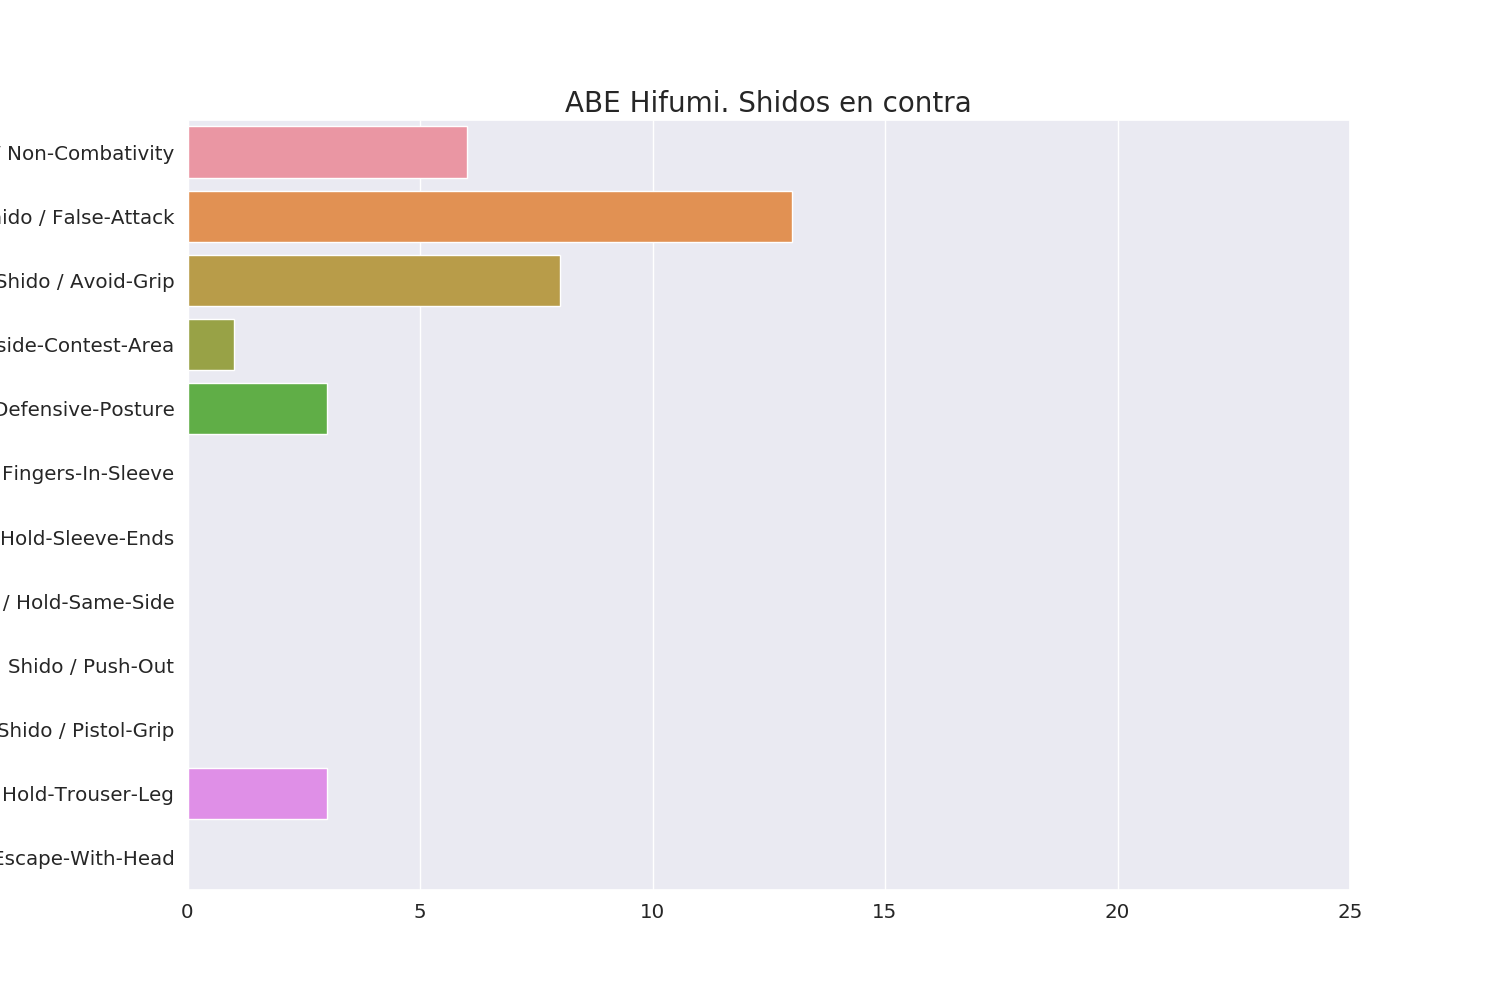 ABE Hifumi. Shidos en contra
/ Non-Combativity
ido / False-Attack
Shido / Avoid-Grip
side-Contest-Area
Defensive-Posture
Fingers-In-Sleeve
Hold-Sleeve-Ends
/ Hold-Same-Side
Shido / Push-Out
Shido / Pistol-Grip
Hold-Trouser-Leg
Escape-With-Head
0 5 10 15 20 25